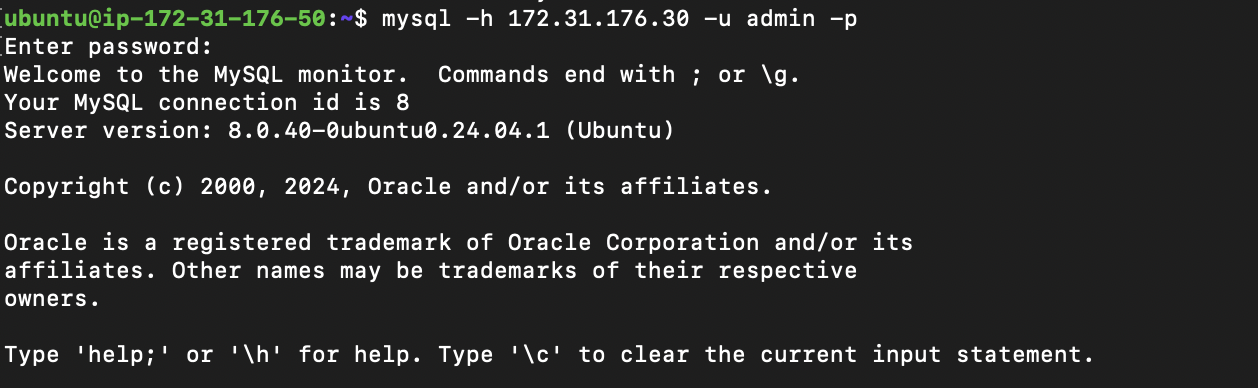 ubuntu@ip-172-31-176-50:~$ mysql -h 172.31.176.30 -u admin -p
Enter password:
Welcome to the MySQL monitor.  Commands end with ; or \g.
Your MySQL connection id is 8
Server version: 8.0.40-0ubuntu0.24.04.1 (Ubuntu)

Copyright (c) 2000, 2024, Oracle and/or its affiliates.

Oracle is a registered trademark of Oracle Corporation and/or its
affiliates. Other names may be trademarks of their respective
owners.

Type 'help;' or '\h' for help. Type '\c' to clear the current input statement.